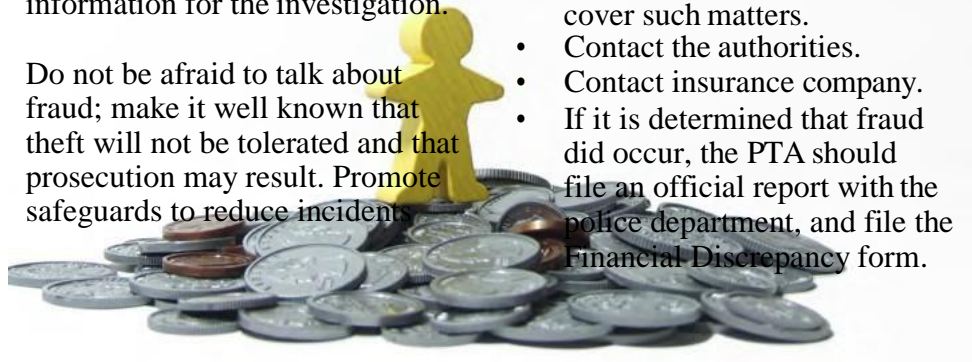 information for the investigation.
Do not be afraid to talk about
fraud; make it well known that
theft will not be tolerated and that
prosecution may result. Promote
safeguards to reduce incidents
cover such matters.
• Contact the authorities.
• Contact insurance company.
• If it is determined that fraud
did occur, the PTA should
file an official report with the
police department, and file the
Financial Discrepancy form.